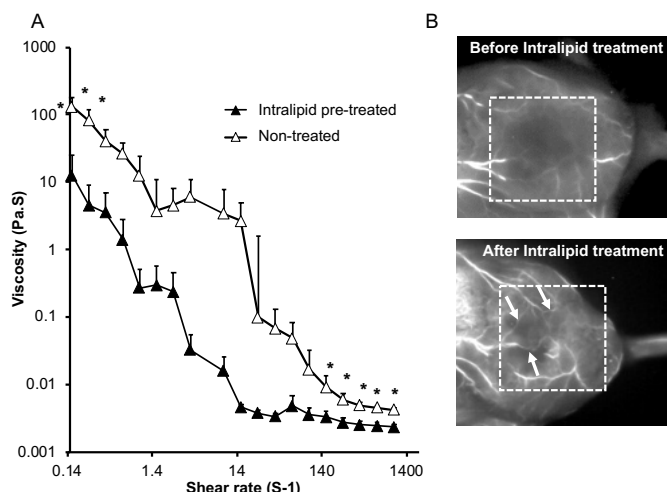 A
B
1000
100
10
1
0.1
0.01
0.001
Viscosity (Pa.S)
* * *
Intralipid pre-treated
Non-treated
* * * * *
0.14 1.4 14 140 1400
Shear rate (S-1)
Before Intralipid treatment
After Intralipid treatment